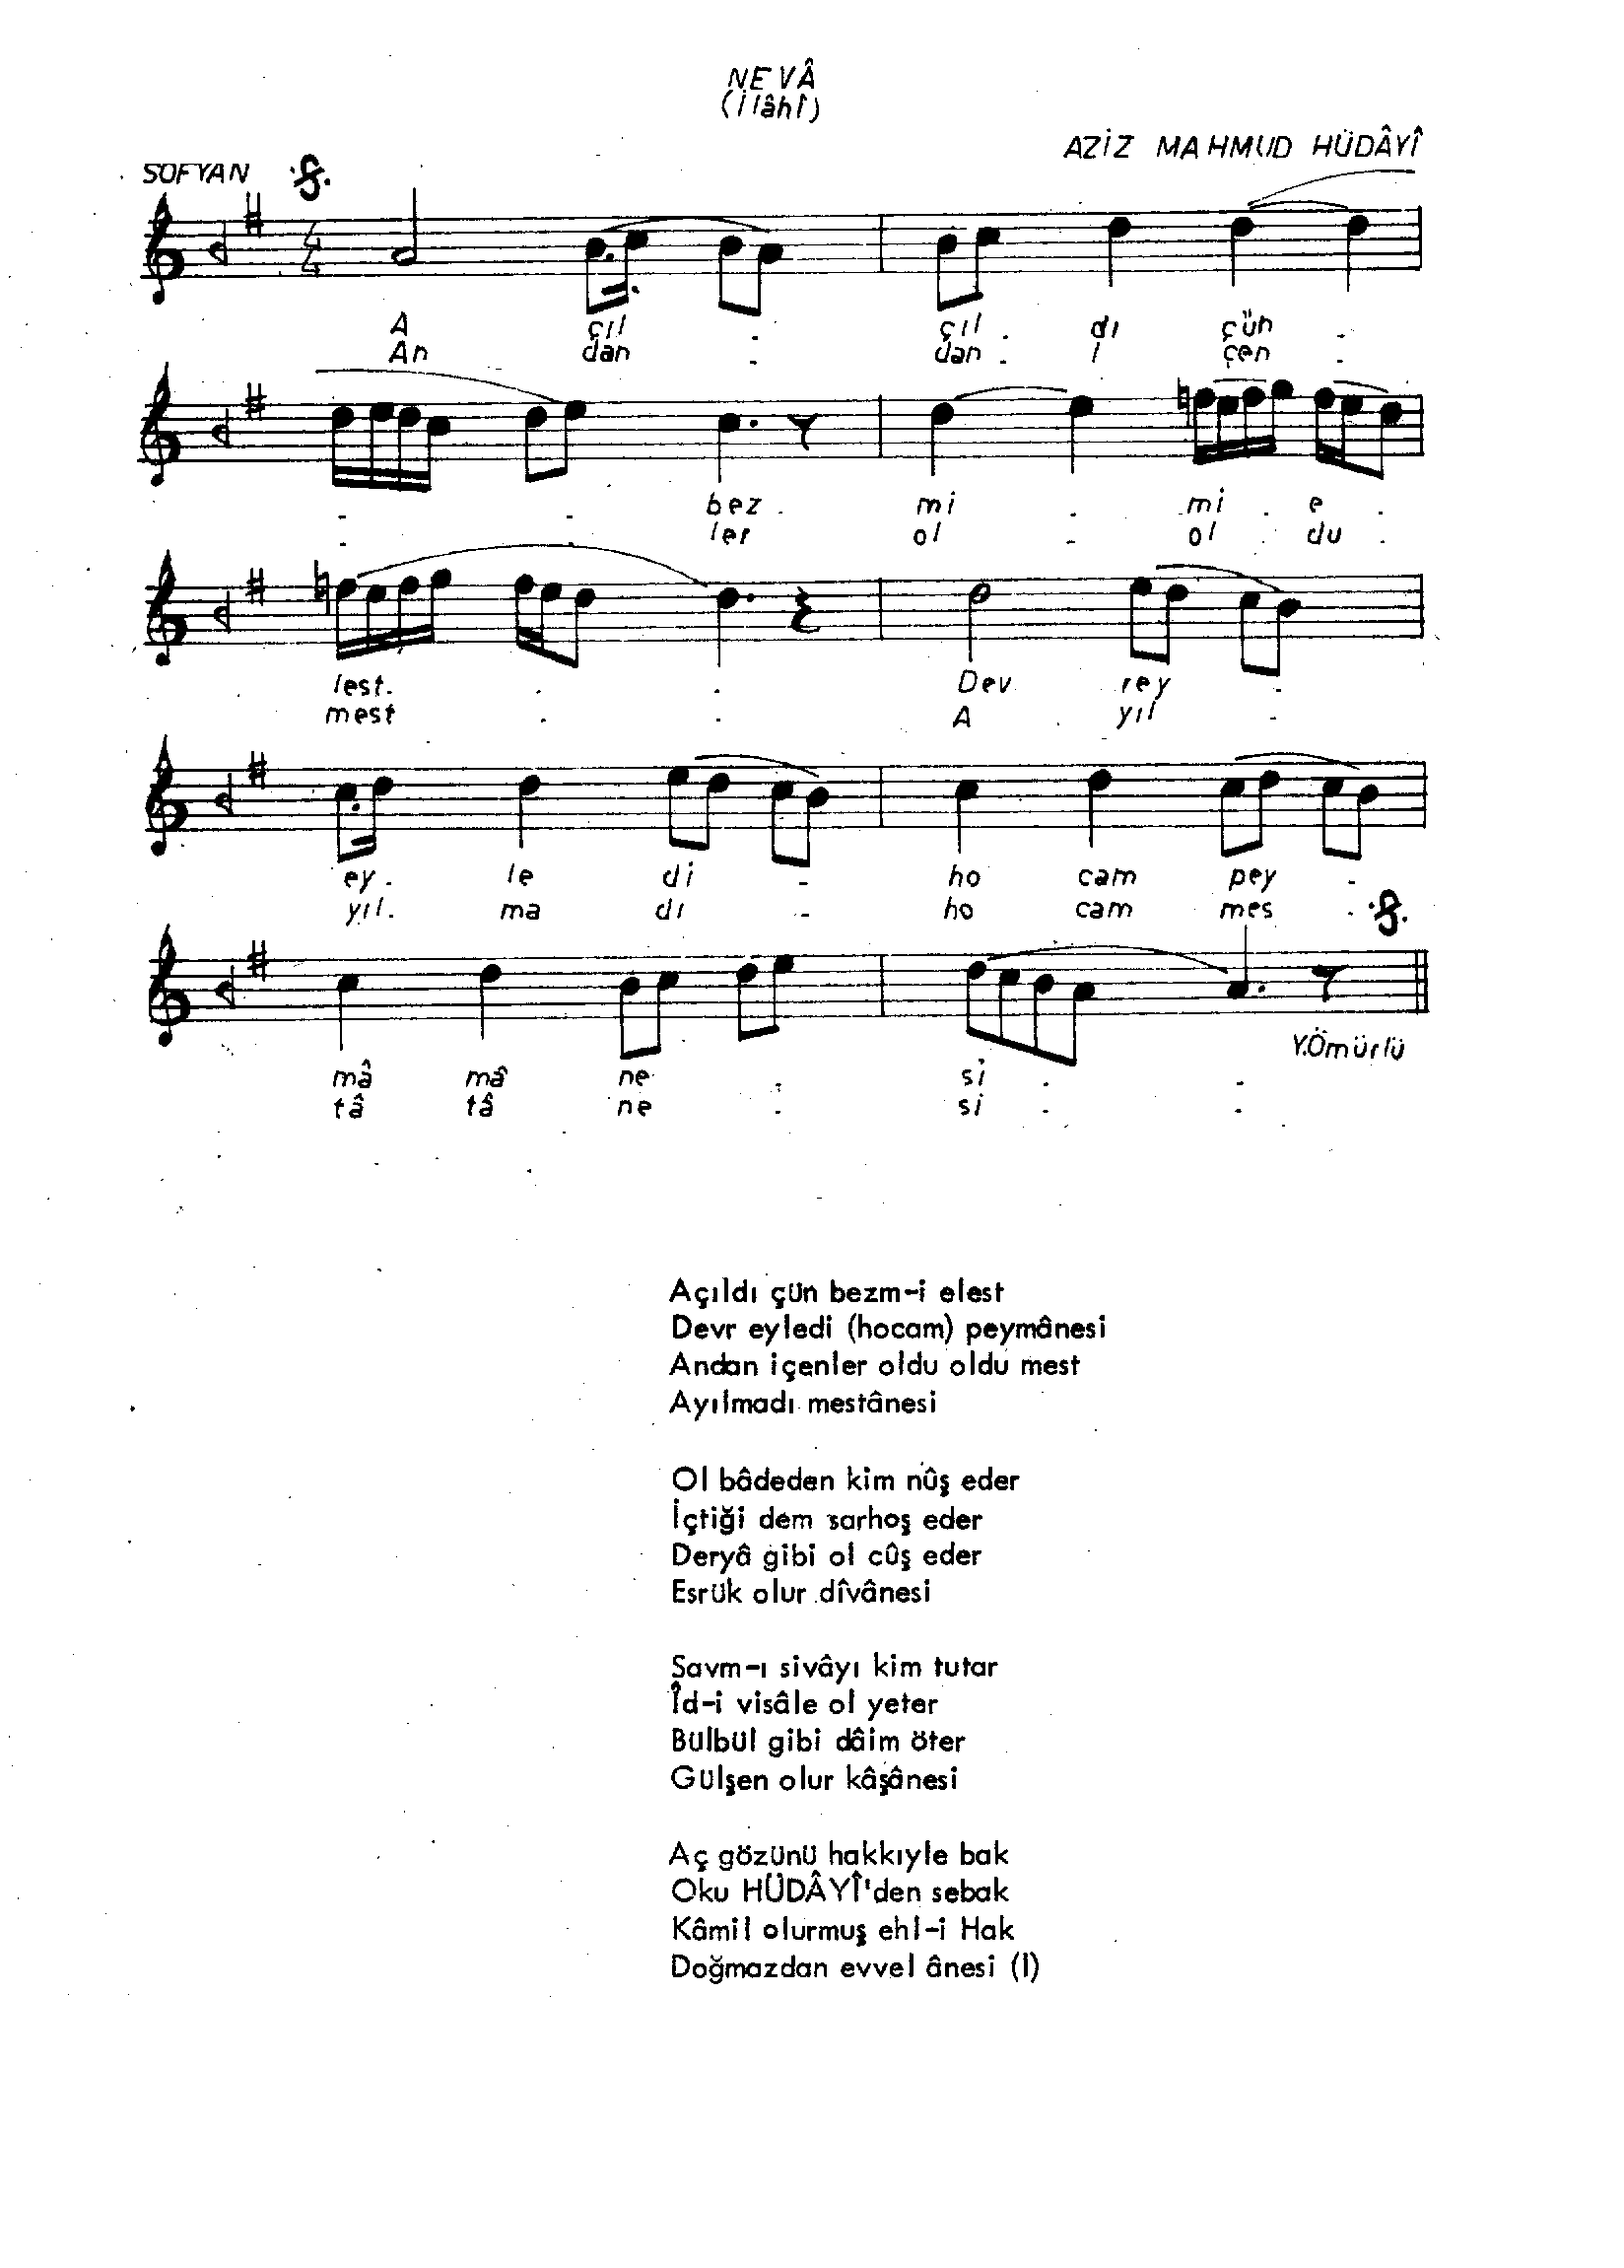 NEVÂ
(İlâhî)
AZİZ MAHMUD HÜDÂYÎ
SOFYAN
4
4
A çıl - çıl . dı çün -
An dan - dan - ı çen -
- - bez . mi . mi . e .
- - ler ol - ol . du .
lest . . . Dev rey -
mest . . A . yıl -
ey . le di - ho cam pey -
yıl . ma dı - ho cam mes .
Y.Ömürlü
mâ mâ ne . si . -
tâ tâ ne . si . -
Açıldı çün bezm-i elest
Devr eyledi (hocam) peymânesi
Andan içenler oldu oldu mest
Ayılmadı mestânesi
Ol bâdeden kim nûş eder
İçtiği dem sarhoş eder
Deryâ gibi ol cûş eder
Esrük olur dîvânesi
Savm-ı sivâyı kim tutar
Îd-i visâle ol yeter
Bülbül gibi dâim öter
Gülşen olur kâşânesi
Aç gözünü hakkıyle bak
Oku HÜDÂYÎ'den sebak
Kâmil olurmuş ehl-i Hak
Doğmazdan evvel ânesi (I)